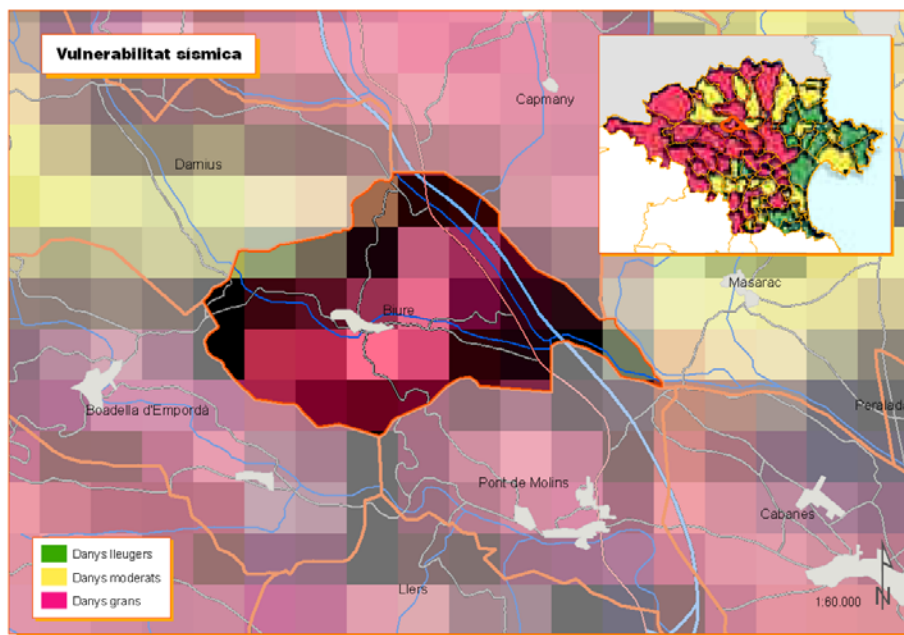 Vulnerabilitat sísmica
Capmany
Darnius
Masarac
Biure
Boadella d'Empordà
Peralada
Pont de Molins
Cabanes
Danys lleugers
Danys moderats
Danys grans
Llers
1:60.000
N